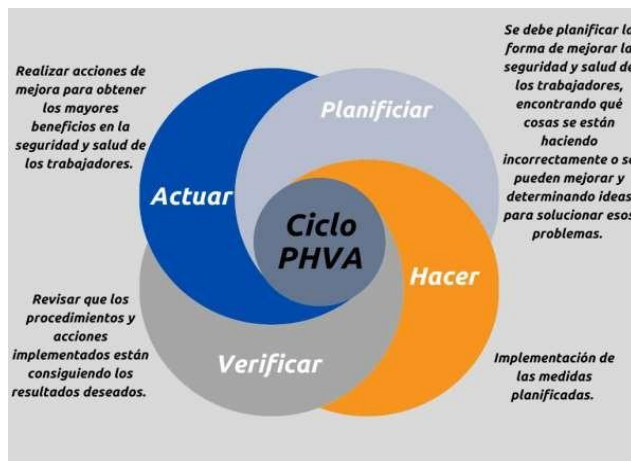 Realizar acciones de
mejora para obtener
los mayores
beneficios en la
seguridad y salud de
los trabajadores.
Planificiar
Se debe planificar la
forma de mejorar la
seguridad y salud de
los trabajadores,
encontrando qué
cosas se están
haciendo
incorrectamente o se
pueden mejorar y
determinando ideas
para solucionar esos
problemas.
Actuar
Ciclo
PHVA
Hacer
Revisar que los
procedimientos y
acciones
implementados están
consiguiendo los
resultados deseados.
Verificar
Implementación de
las medidas
planificadas.